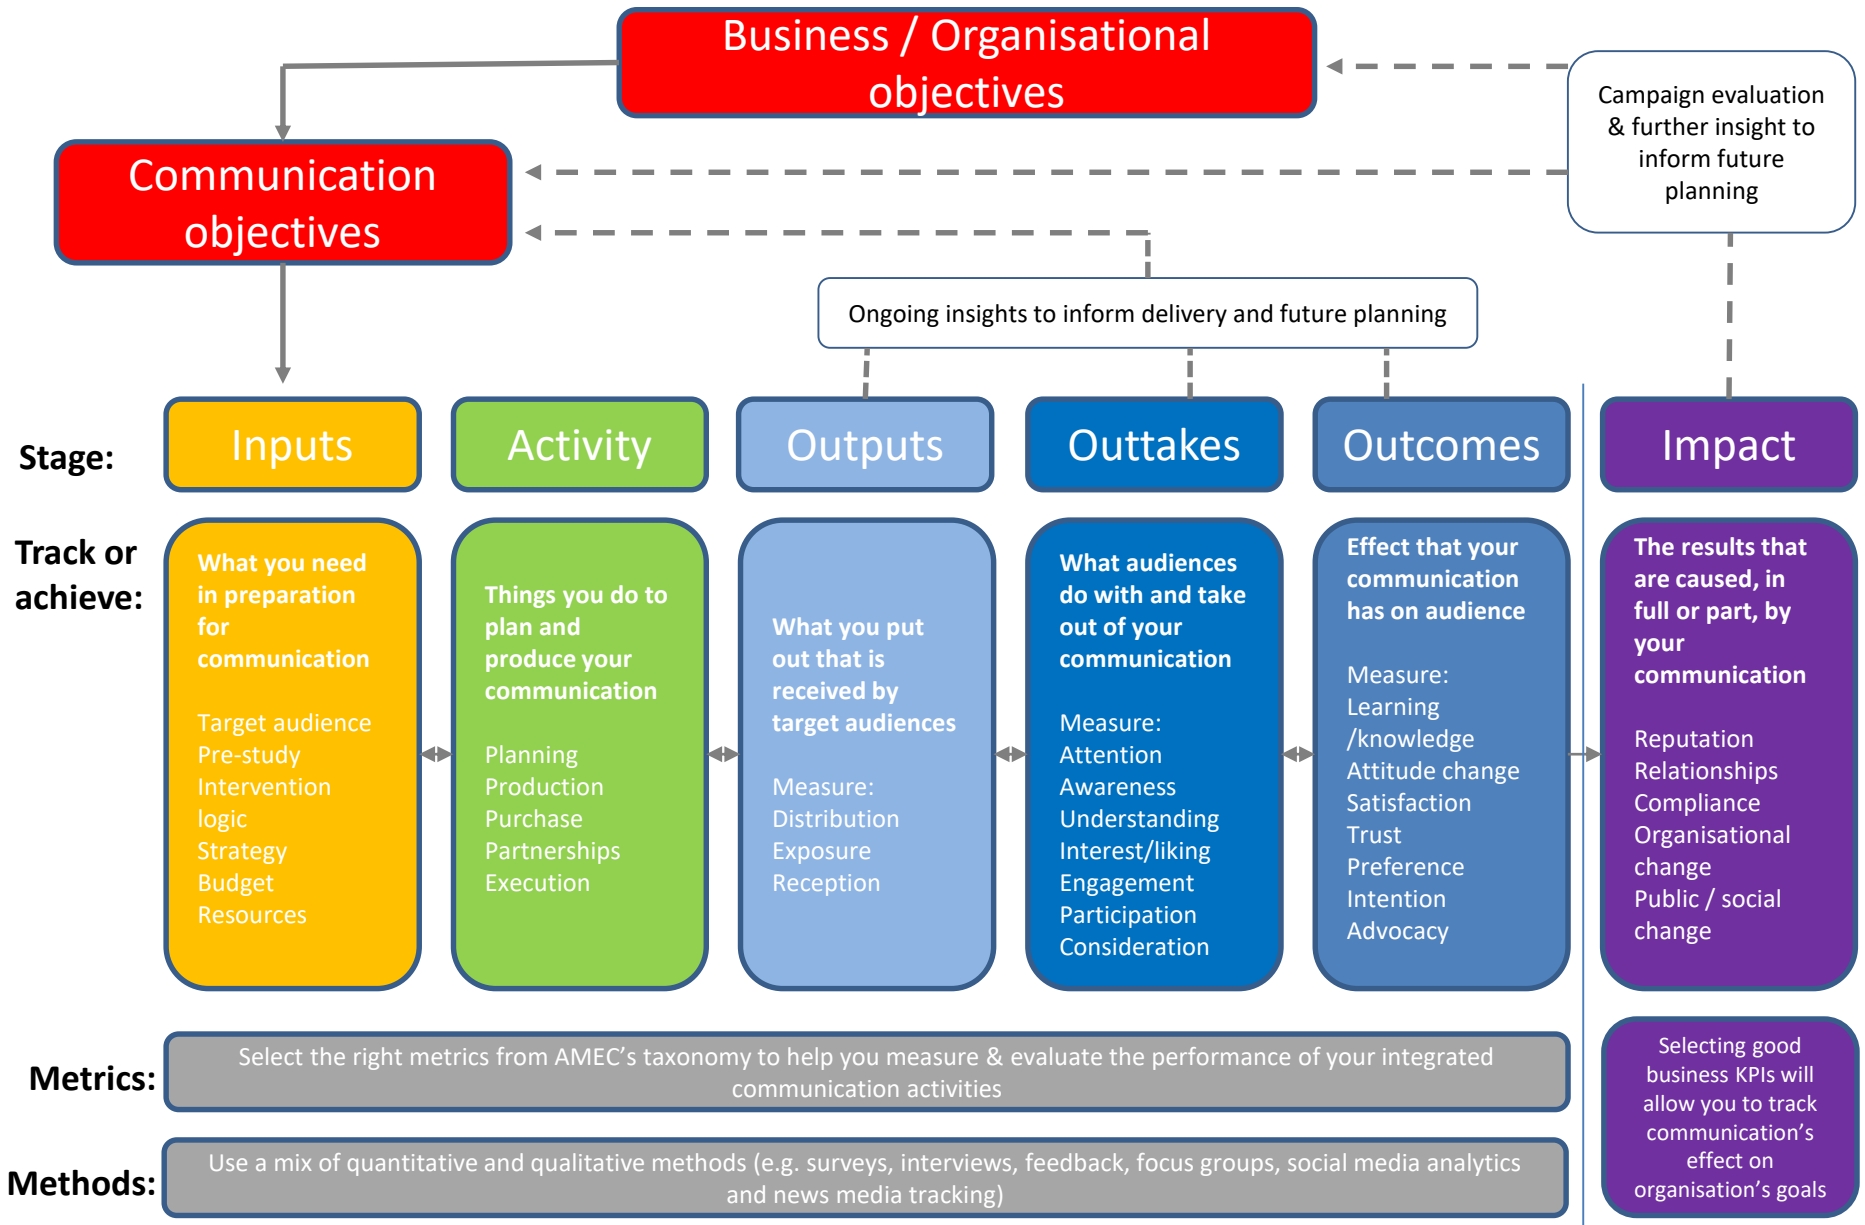 Business / Organisational
objectives
Campaign evaluation
& further insight to
inform future
planning
Communication
objectives
Ongoing insights to inform delivery and future planning
Stage:
Inputs
Activity
Outputs
Outtakes
Outcomes
Impact
Track or
achieve:
What you need
in preparation
for
communication
Target audience
Pre-study
Intervention
logic
Strategy
Budget
Resources
Things you do to
plan and
produce your
communication
Planning
Production
Purchase
Partnerships
Execution
What you put
out that is
received by
target audiences
Measure:
Distribution
Exposure
Reception
What audiences
do with and take
out of your
communication
Measure:
Attention
Awareness
Understanding
Interest/liking
Engagement
Participation
Consideration
Effect that your
communication
has on audience
Measure:
Learning
/knowledge
Attitude change
Satisfaction
Trust
Preference
Intention
Advocacy
The results that
are caused, in
full or part, by
your
communication
Reputation
Relationships
Compliance
Organisational
change
Public / social
change
Metrics:
Select the right metrics from AMEC’s taxonomy to help you measure & evaluate the performance of your integrated
communication activities
Selecting good
business KPIs will
allow you to track
communication’s
effect on
organisation’s goals
Methods:
Use a mix of quantitative and qualitative methods (e.g. surveys, interviews, feedback, focus groups, social media analytics
and news media tracking)